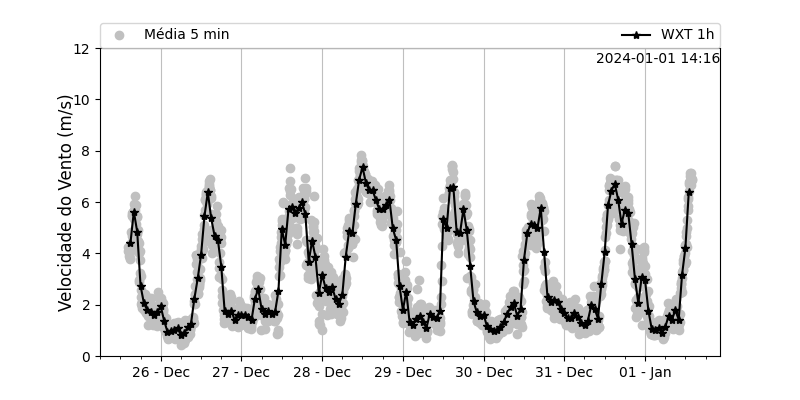 Média 5 min
WXT 1h
2024-01-01 14:16
Velocidade do Vento (m/s)
12
10
8
6
4
2
0
26 - Dec
27 - Dec
28 - Dec
29 - Dec
30 - Dec
31 - Dec
01 - Jan